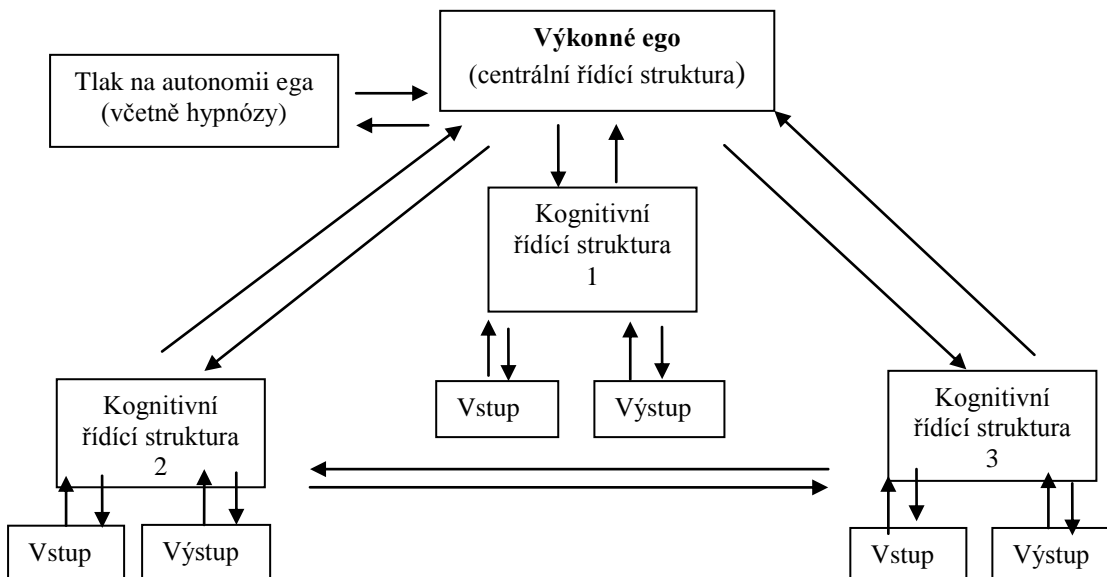 Výkonné ego
(centrální řídící struktura)
Tlak na autonomii ega
(včetně hypnózy)
Kognitivní
řídící struktura
1
Vstup
Výstup
Kognitivní
řídící struktura
2
Vstup
Výstup
Kognitivní
řídící struktura
3
Vstup
Výstup